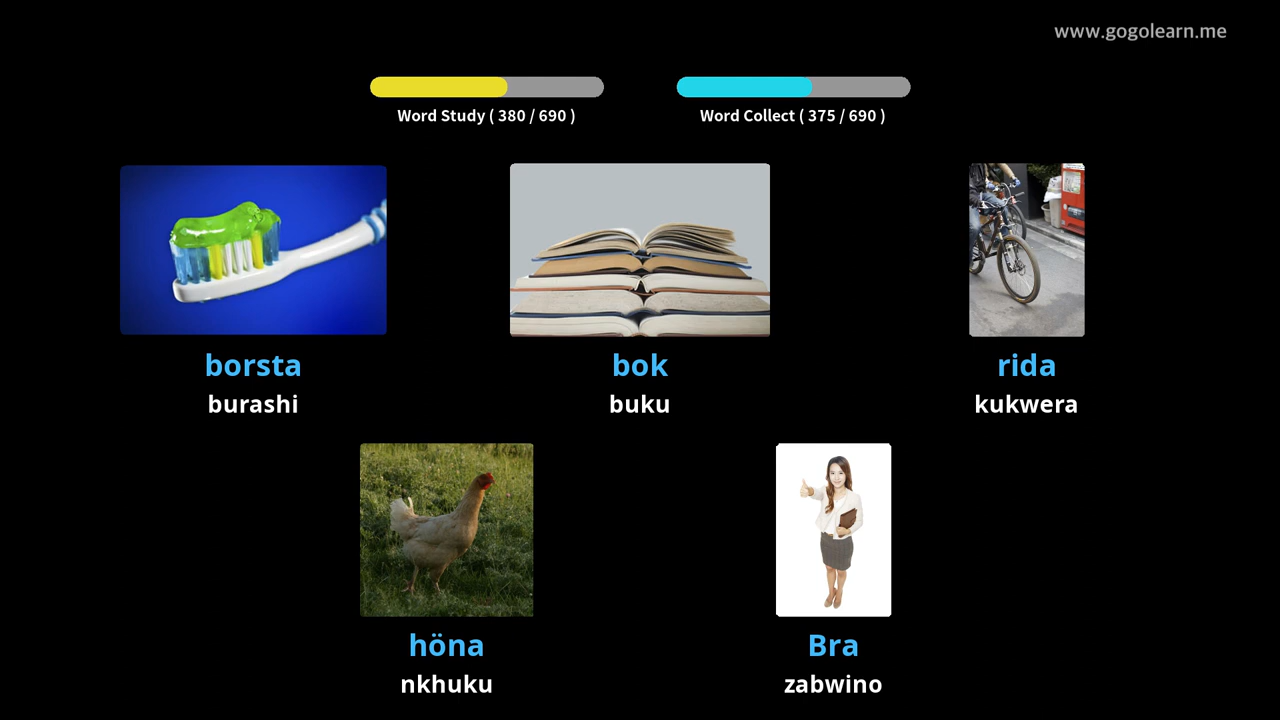 www.gogolearn.me
Word Study ( 380 / 690 )
Word Collect ( 375 / 690 )
borsta
burashi
bok
buku
rida
kukwera
höna
nkhuku
Bra
zabwino